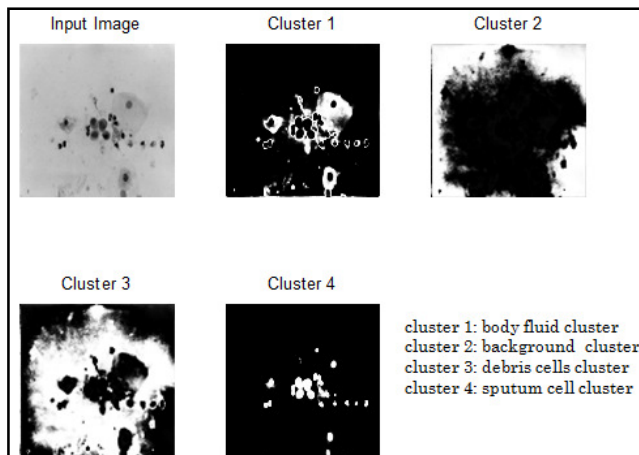 Input Image
Cluster 1
Cluster 2
Cluster 3
Cluster 4
cluster 1: body fluid cluster
cluster 2: background cluster
cluster 3: debris cells cluster
cluster 4: sputum cell cluster